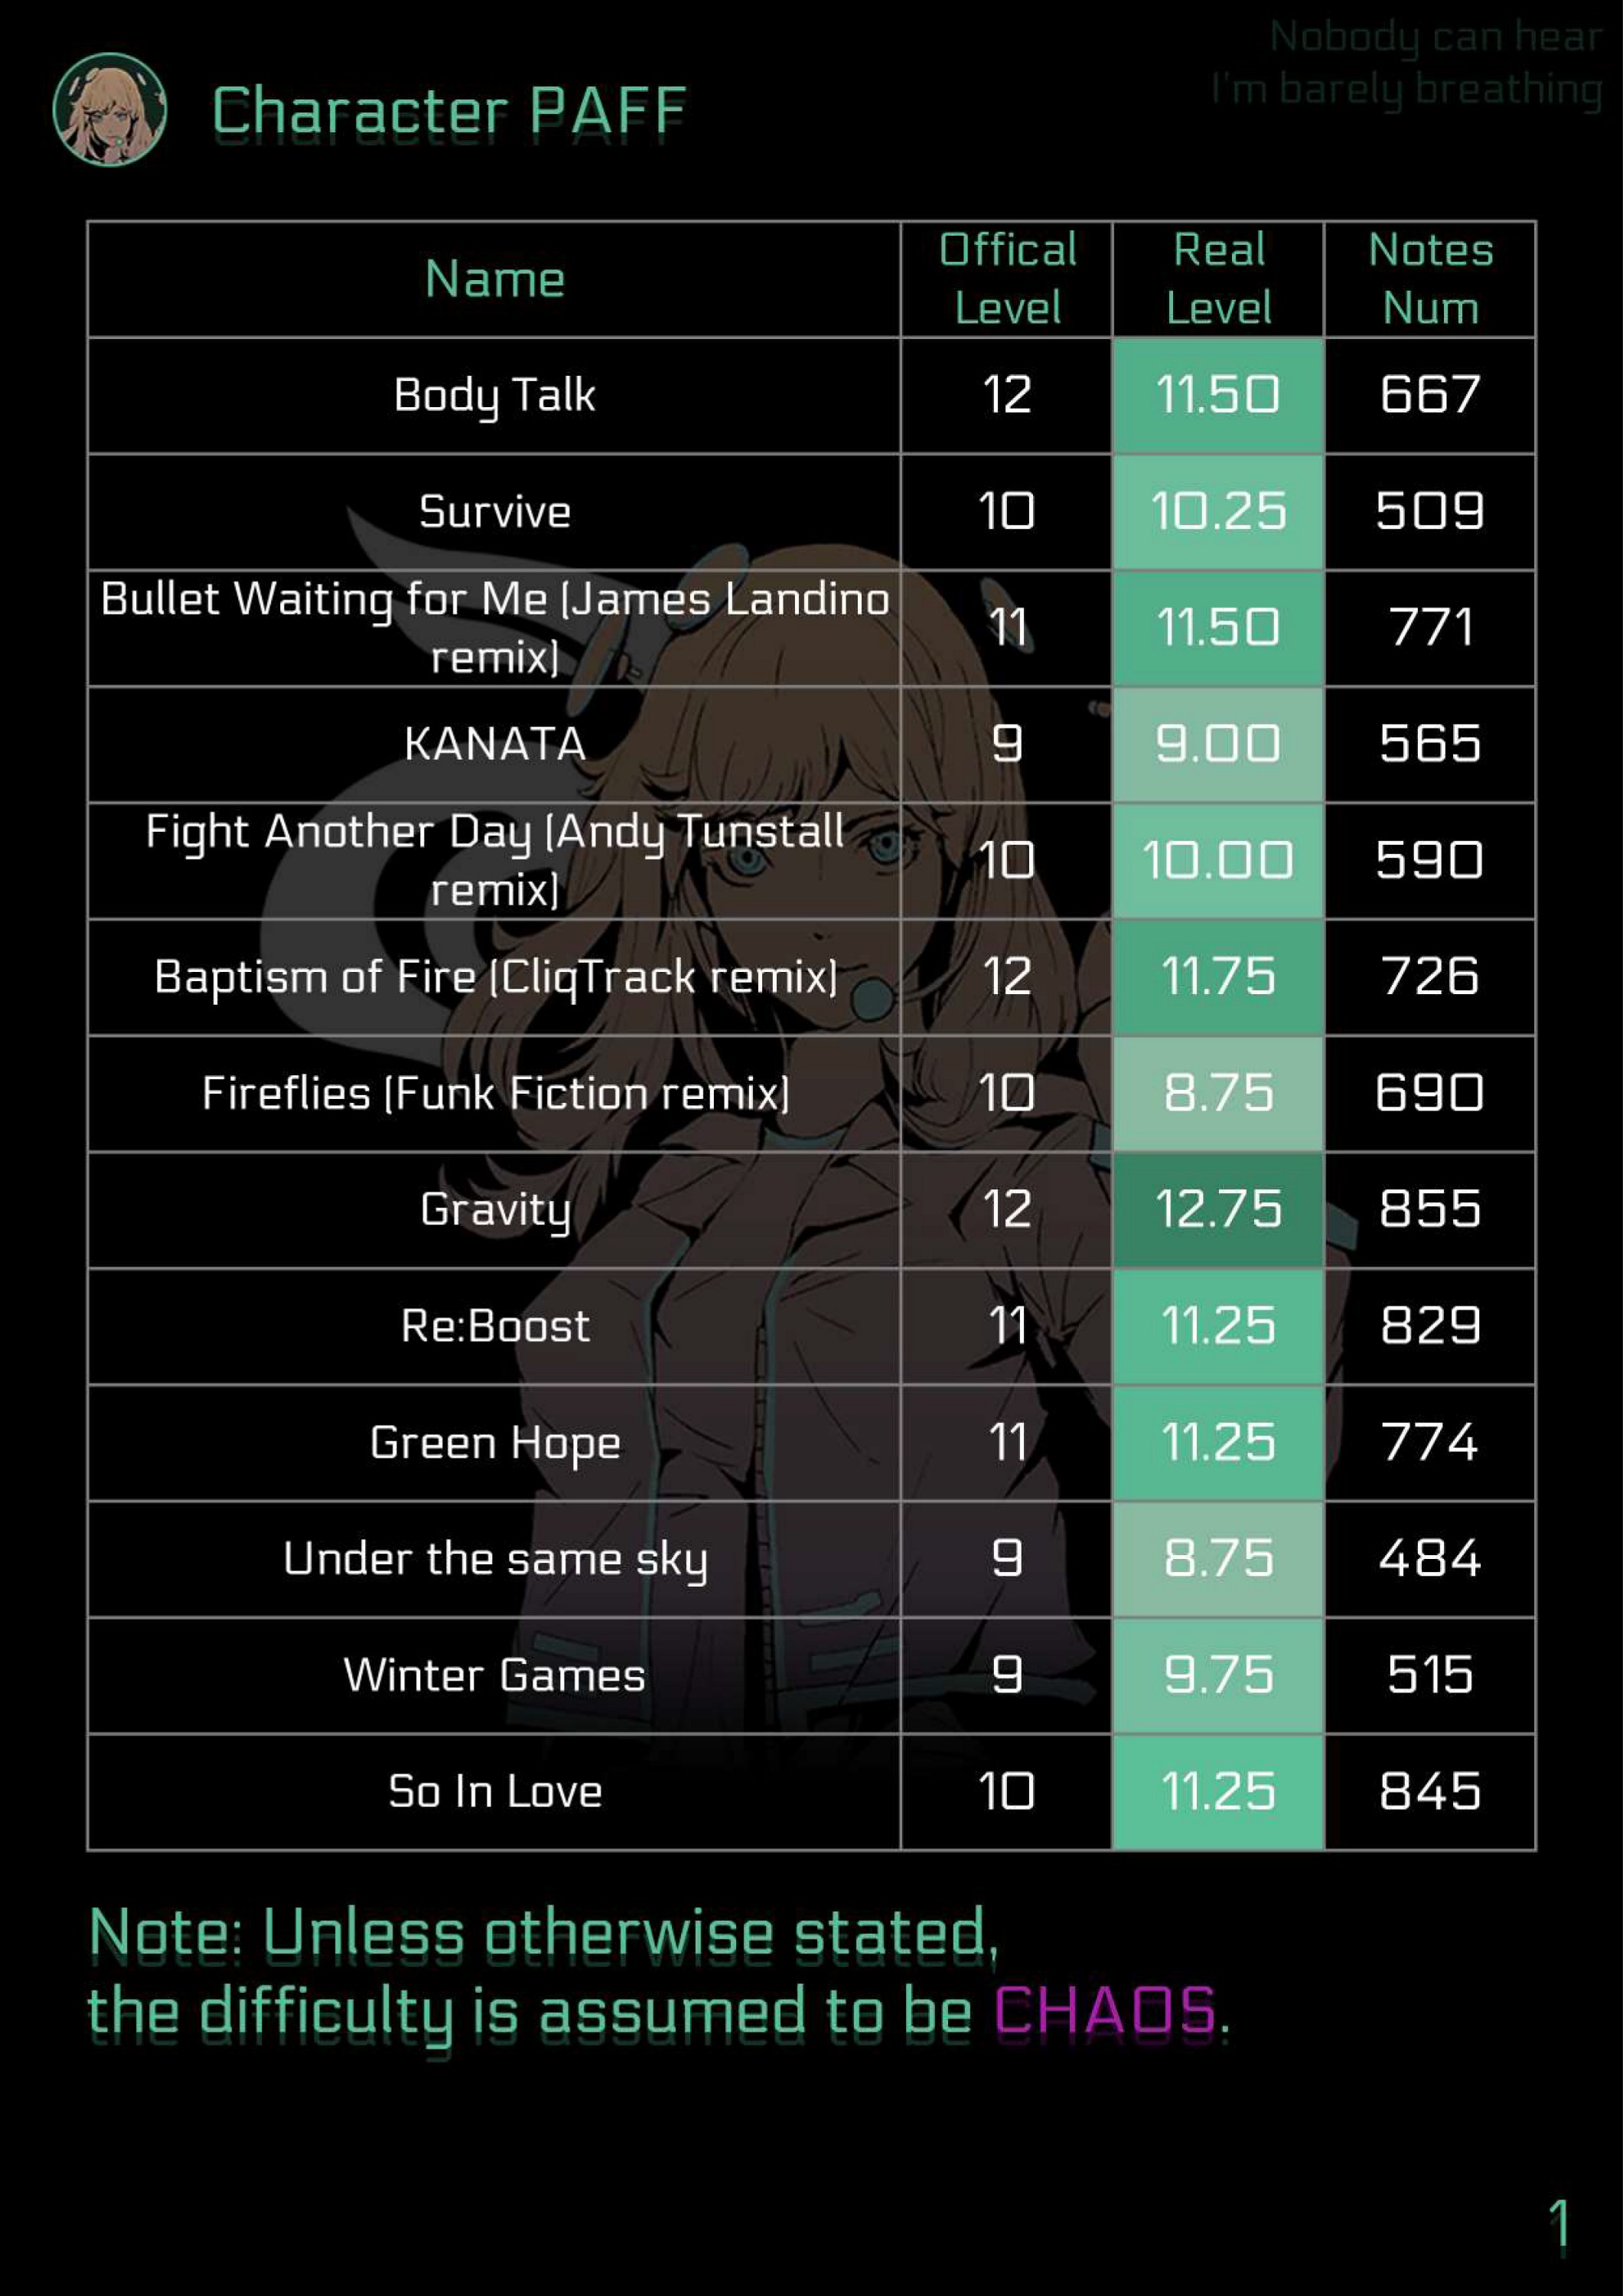 Nobody can hear
I'm barely breathing
Character PAFF
Name Offical Level Real Level Notes Num
Body Talk 12 11.50 667
Survive 10 10.25 509
Bullet Waiting for Me (James Landino remix) 11 11.50 771
KANATA 9 9.00 565
Fight Another Day (Andy Tunstall remix) 10 10.00 590
Baptism of Fire (CliqTrack remix) 12 11.75 726
Fireflies (Funk Fiction remix) 10 8.75 690
Gravity 12 12.75 855
Re:Boost 11 11.25 829
Green Hope 11 11.25 774
Under the same sky 9 8.75 484
Winter Games 9 9.75 515
So In Love 10 11.25 845
Note: Unless otherwise stated,
the difficulty is assumed to be CHAOS.
1